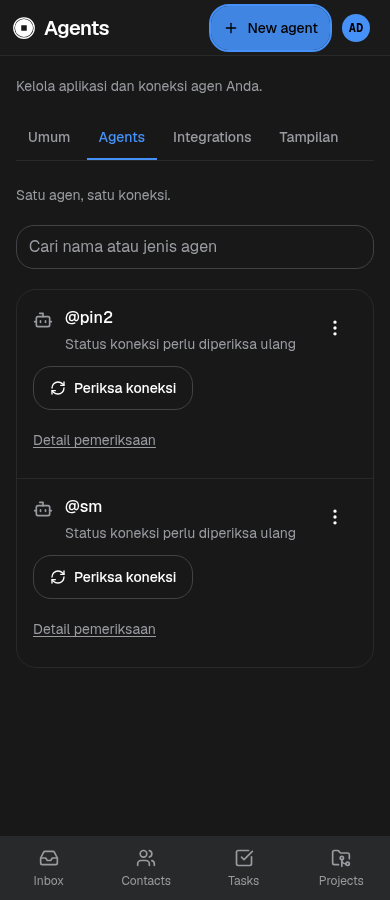 Agents
New agent
AD
Kelola aplikasi dan koneksi agen Anda.
Umum
Agents
Integrations
Tampilan
Satu agen, satu koneksi.
Cari nama atau jenis agen
@pin2
Status koneksi perlu diperiksa ulang
Periksa koneksi
Detail pemeriksaan
@sm
Status koneksi perlu diperiksa ulang
Periksa koneksi
Detail pemeriksaan
Inbox
Contacts
Tasks
Projects